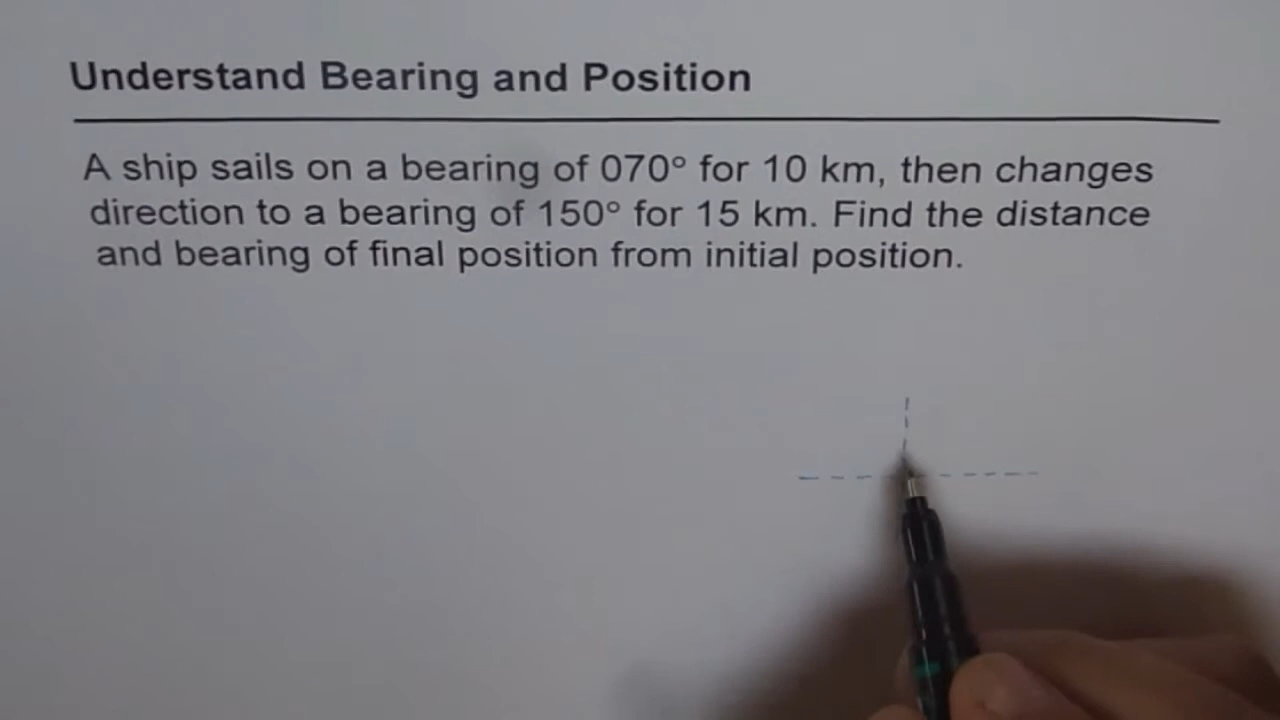 Understand Bearing and Position
A ship sails on a bearing of 070° for 10 km, then changes
direction to a bearing of 150° for 15 km. Find the distance
and bearing of final position from initial position.